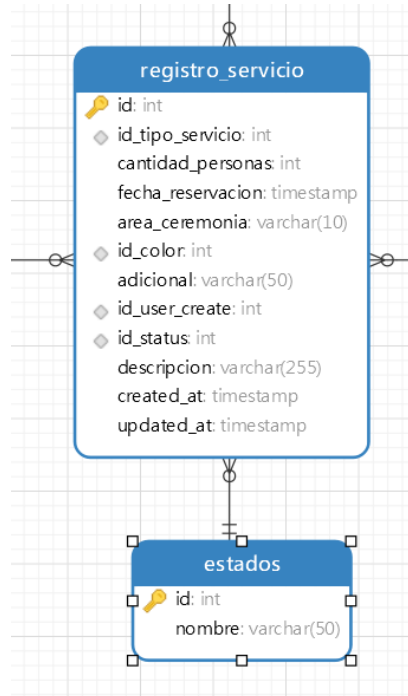 registro_servicio
id: int
id_tipo_servicio: int
cantidad_personas: int
fecha_reservacion: timestamp
area_ceremonia: varchar(10)
id_color: int
adicional: varchar(50)
id_user_create: int
id_status: int
descripcion: varchar(255)
created_at: timestamp
updated_at: timestamp
estados
id: int
nombre: varchar(50)